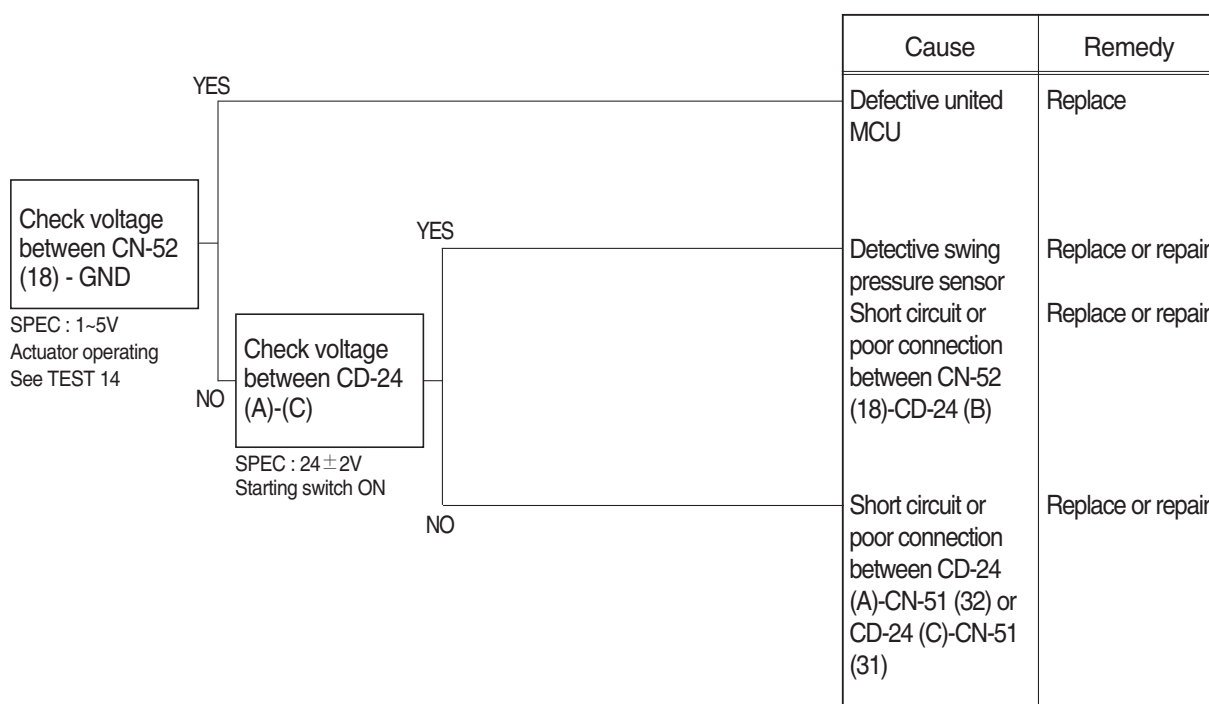 Cause
Remedy
YES
Defective united
MCU
Replace
Check voltage
between CN-52
(18) - GND
SPEC : 1~5V
Actuator operating
See TEST 14
YES
Detective swing
pressure sensor
Replace or repair
Short circuit or
poor connection
between CN-52
(18)-CD-24 (B)
Replace or repair
NO
Check voltage
between CD-24
(A)-(C)
SPEC : 24±2V
Starting switch ON
NO
Short circuit or
poor connection
between CD-24
(A)-CN-51 (32) or
CD-24 (C)-CN-51
(31)
Replace or repair